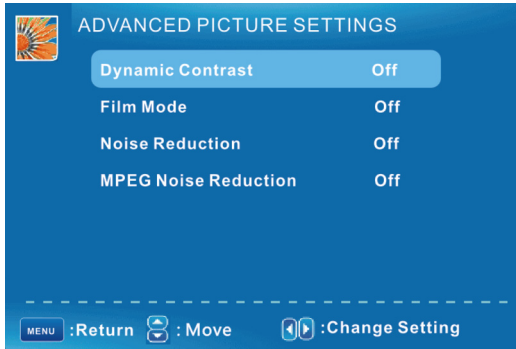 ADVANCED PICTURE SETTINGS
Dynamic Contrast Off
Film Mode Off
Noise Reduction Off
MPEG Noise Reduction Off
MENU :Return : Move :Change Setting